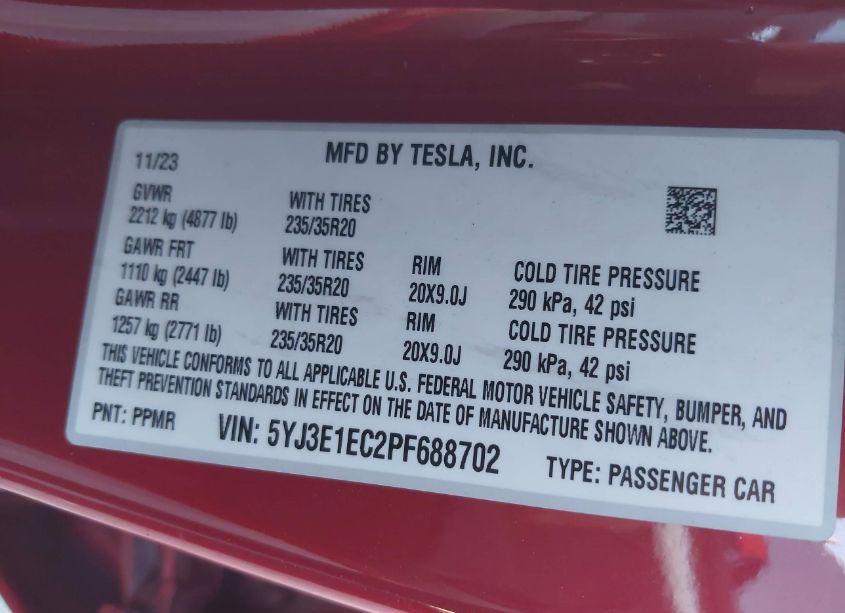 MFD BY TESLA, INC.
11/23
GVWR
2212 kg (4877 lb)
WITH TIRES
235/35R20
GAWR FRT
1110 kg (2447 lb)
WITH TIRES
235/35R20
RIM
20X9.0J
COLD TIRE PRESSURE
290 kPa, 42 psi
GAWR RR
1257 kg (2771 lb)
WITH TIRES
235/35R20
RIM
20X9.0J
COLD TIRE PRESSURE
290 kPa, 42 psi
THIS VEHICLE CONFORMS TO ALL APPLICABLE U.S. FEDERAL MOTOR VEHICLE SAFETY, BUMPER, AND
THEFT PREVENTION STANDARDS IN EFFECT ON THE DATE OF MANUFACTURE SHOWN ABOVE.
PNT: PPMR
VIN: 5YJ3E1EC2PF688702
TYPE: PASSENGER CAR